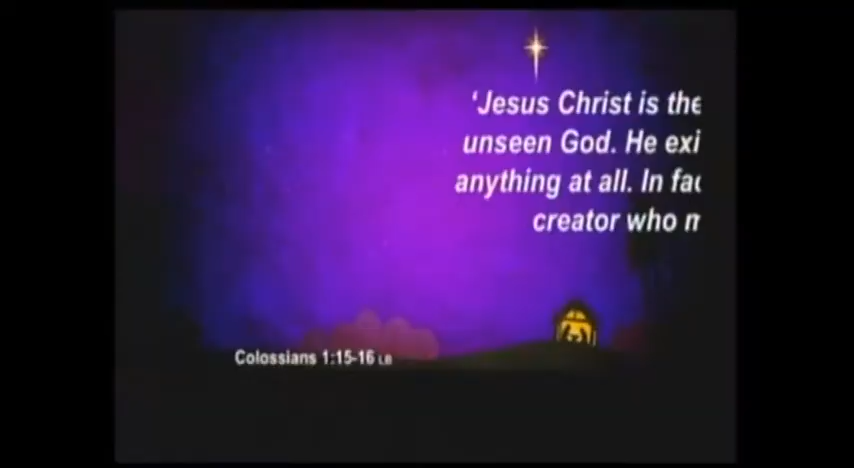 ‘Jesus Christ is the
unseen God. He exi
anything at all. In fac
creator who m
Colossians 1:15-16 LB